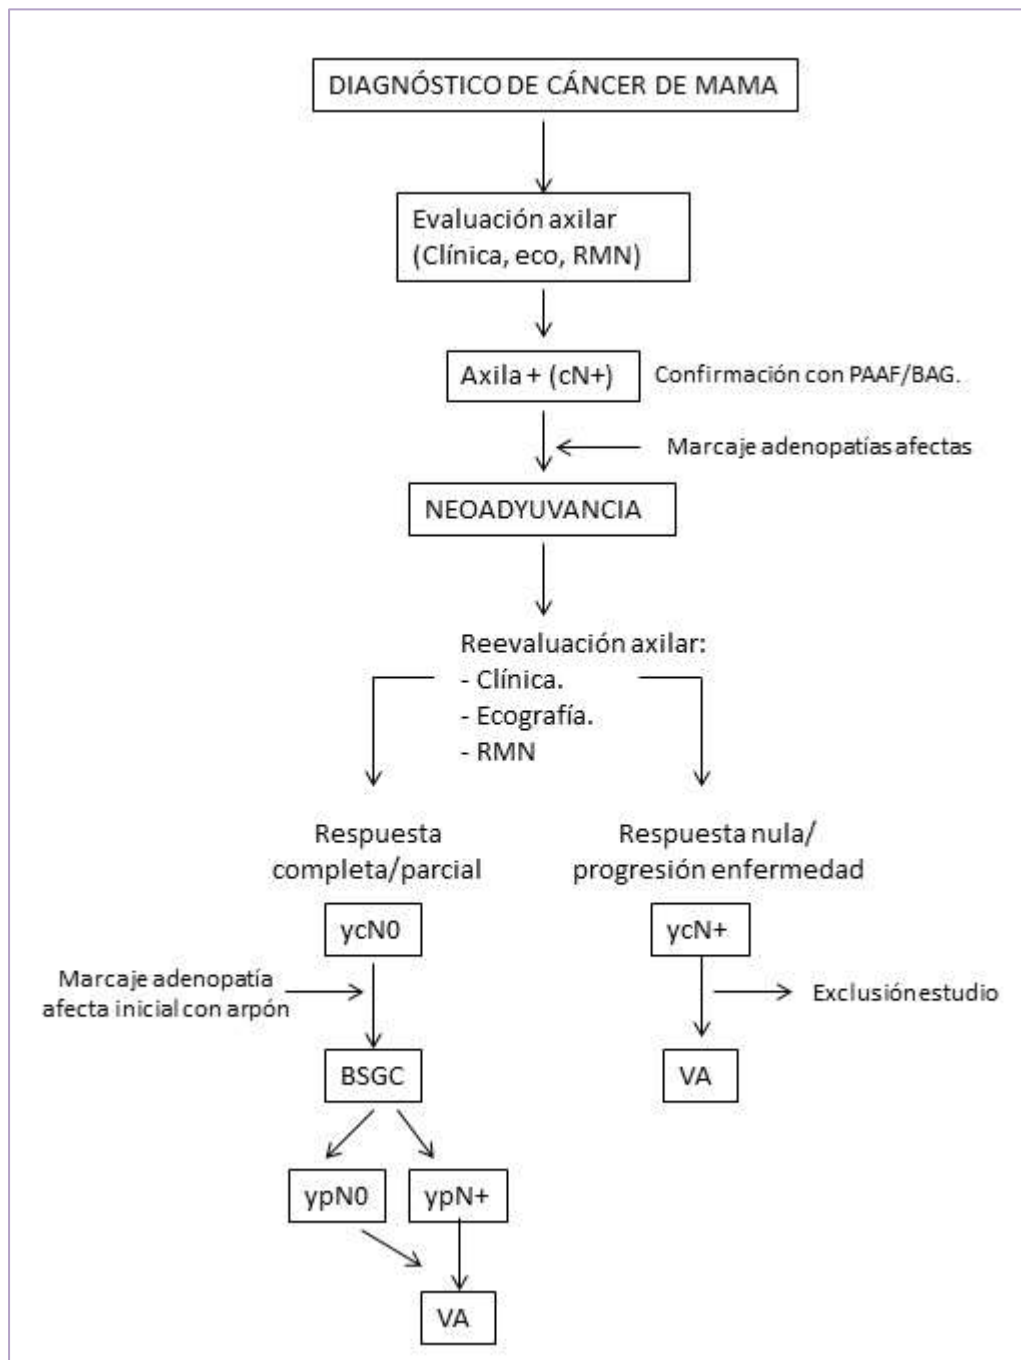 DIAGNÓSTICO DE CÁNCER DE MAMA
Evaluación axilar
(Clínica, eco, RMN)
Axila + (cN+)
Confirmación con PAAF/BAG.
Marcaje adenopatías afectas
NEOADYUVANCIA
Reevaluación axilar:
- Clínica.
- Ecografía.
- RMN
Respuesta
completa/parcial
Respuesta nula/
progresión enfermedad
ycN0
ycN+
Marcaje adenopatía
afecta inicial con arpón
Exclusión estudio
BSGC
VA
ypN0
ypN+
VA